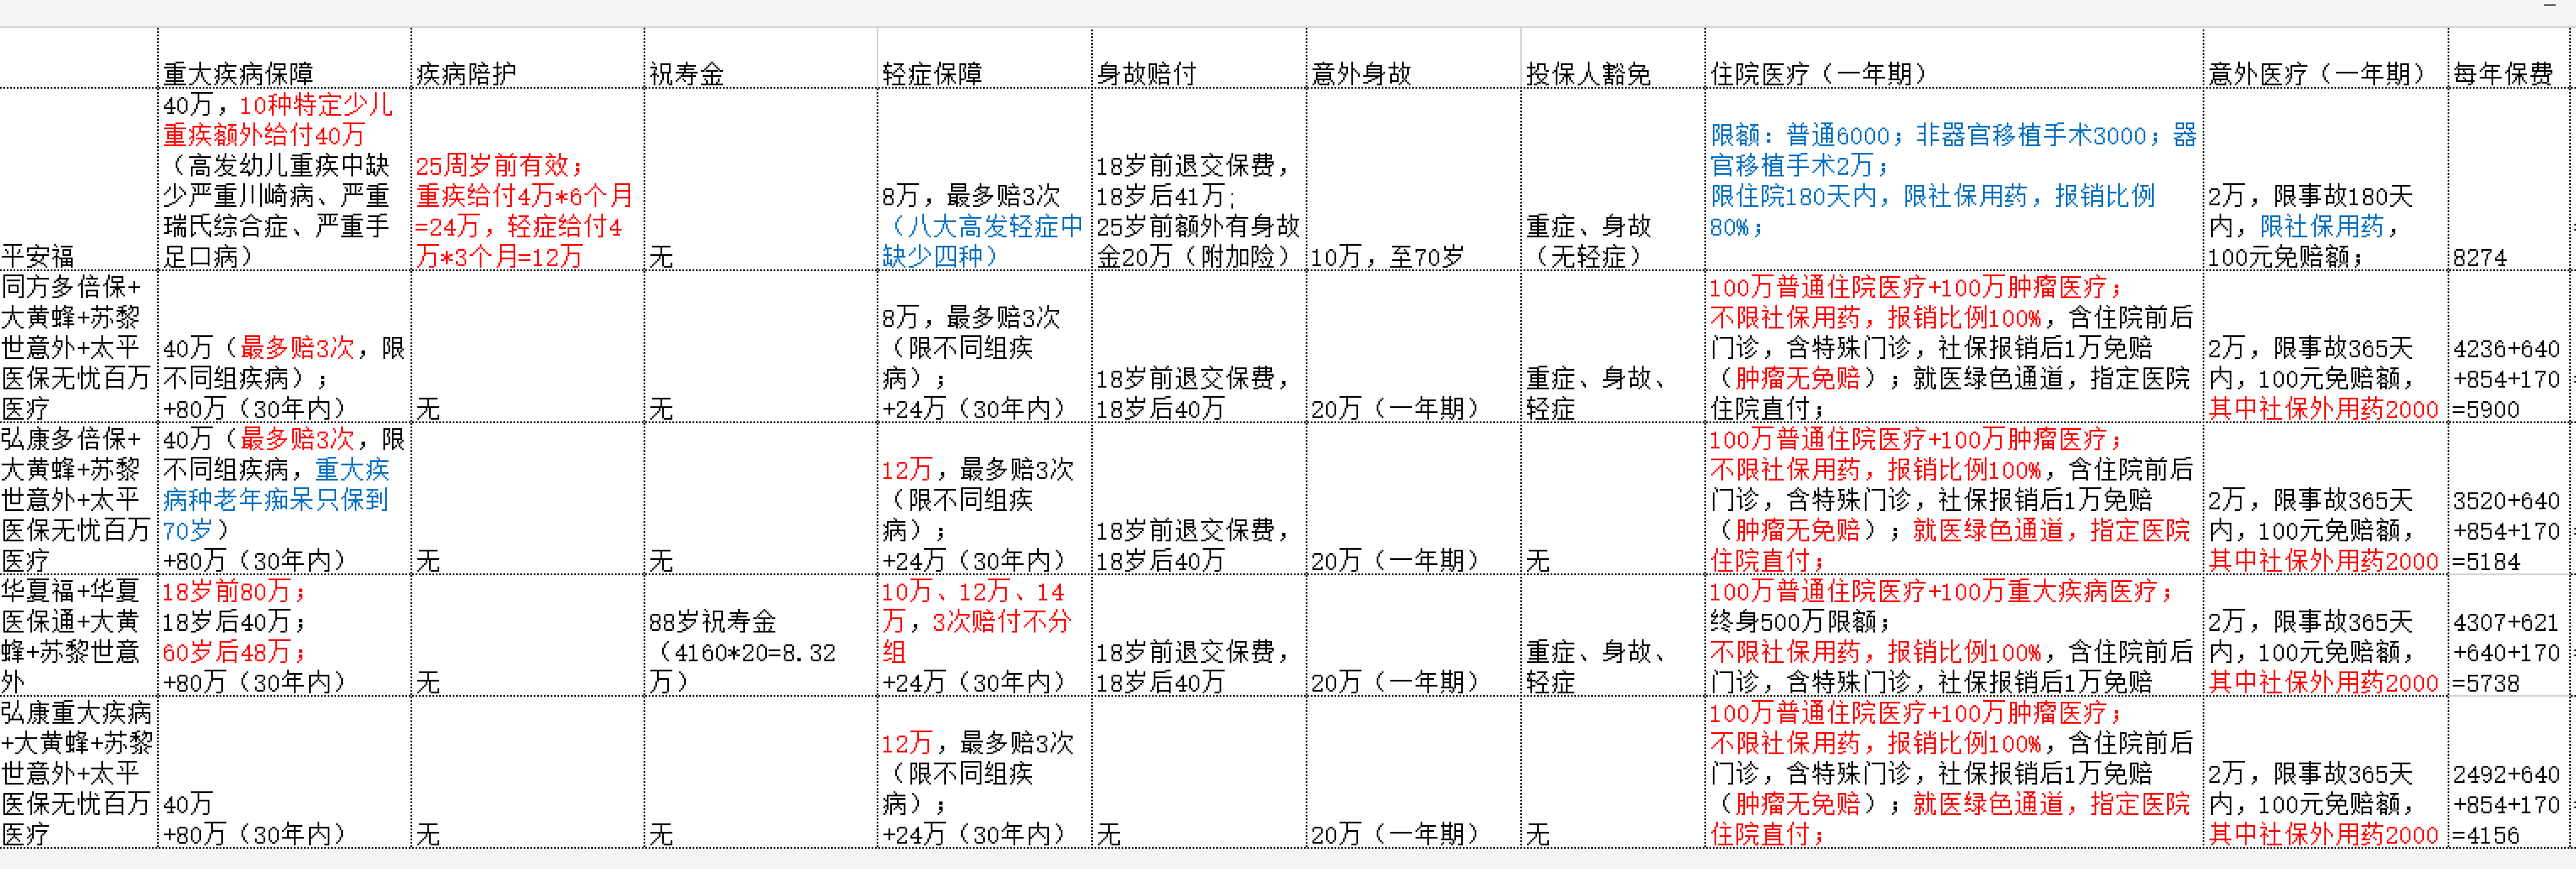 重大疾病保障
疾病陪护
祝寿金
轻症保障
身故赔付
意外身故
投保人豁免
住院医疗（一年期）
意外医疗（一年期）
每年保费
平安福
40万，10种特定少儿
重疾额外给付40万
（高发幼儿重疾中缺
少严重川崎病、严重
瑞氏综合症、严重手
足口病）
25周岁前有效；
重疾给付4万*6个月
=24万，轻症给付4
万*3个月=12万
无
8万，最多赔3次
（八大高发轻症中
缺少四种）
18岁前退交保费，
18岁后41万；
25岁前额外有身故
金20万（附加险）
10万，至70岁
重症、身故
（无轻症）
限额：普通6000；非器官移植手术3000；器
官移植手术2万；
限住院180天内，限社保用药，报销比例
80%；
2万，限事故180天
内，限社保用药，
100元免赔额；
8274
同方多倍保+
大黄蜂+苏黎
世意外+太平
医保无忧百万
医疗
40万（最多赔3次，限
不同组疾病）；
+80万（30年内）
无
无
8万，最多赔3次
（限不同组疾
病）；
+24万（30年内）
18岁前退交保费，
18岁后40万
20万（一年期）
重症、身故、
轻症
100万普通住院医疗+100万肿瘤医疗；
不限社保用药，报销比例100%，含住院前后
门诊，含特殊门诊，社保报销后1万免赔
（肿瘤无免赔）；就医绿色通道，指定医院
住院直付；
2万，限事故365天
内，100元免赔额，
其中社保外用药2000
4236+640
+854+170
=5900
弘康多倍保+
大黄蜂+苏黎
世意外+太平
医保无忧百万
医疗
40万（最多赔3次，限
不同组疾病，重大疾
病种老年痴呆只保到
70岁）
+80万（30年内）
无
无
12万，最多赔3次
（限不同组疾
病）；
+24万（30年内）
18岁前退交保费，
18岁后40万
20万（一年期）
无
100万普通住院医疗+100万肿瘤医疗；
不限社保用药，报销比例100%，含住院前后
门诊，含特殊门诊，社保报销后1万免赔
（肿瘤无免赔）；就医绿色通道，指定医院
住院直付；
2万，限事故365天
内，100元免赔额，
其中社保外用药2000
3520+640
+854+170
=5184
华夏福+华夏
医保通+大黄
蜂+苏黎世意
外
18岁前80万；
18岁后40万；
60岁后48万；
+80万（30年内）
无
88岁祝寿金
（4160*20=8.32
万）
10万、12万、14
万，3次赔付不分
组
+24万（30年内）
18岁前退交保费，
18岁后40万
20万（一年期）
重症、身故、
轻症
100万普通住院医疗+100万重大疾病医疗；
终身500万限额；
不限社保用药，报销比例100%，含住院前后
门诊，含特殊门诊，社保报销后1万免赔
2万，限事故365天
内，100元免赔额，
其中社保外用药2000
4307+621
+640+170
=5738
弘康重大疾病
+大黄蜂+苏黎
世意外+太平
医保无忧百万
医疗
40万
+80万（30年内）
无
无
12万，最多赔3次
（限不同组疾
病）；
+24万（30年内）
无
20万（一年期）
无
100万普通住院医疗+100万肿瘤医疗；
不限社保用药，报销比例100%，含住院前后
门诊，含特殊门诊，社保报销后1万免赔
（肿瘤无免赔）；就医绿色通道，指定医院
住院直付；
2万，限事故365天
内，100元免赔额，
其中社保外用药2000
2492+640
+854+170
=4156